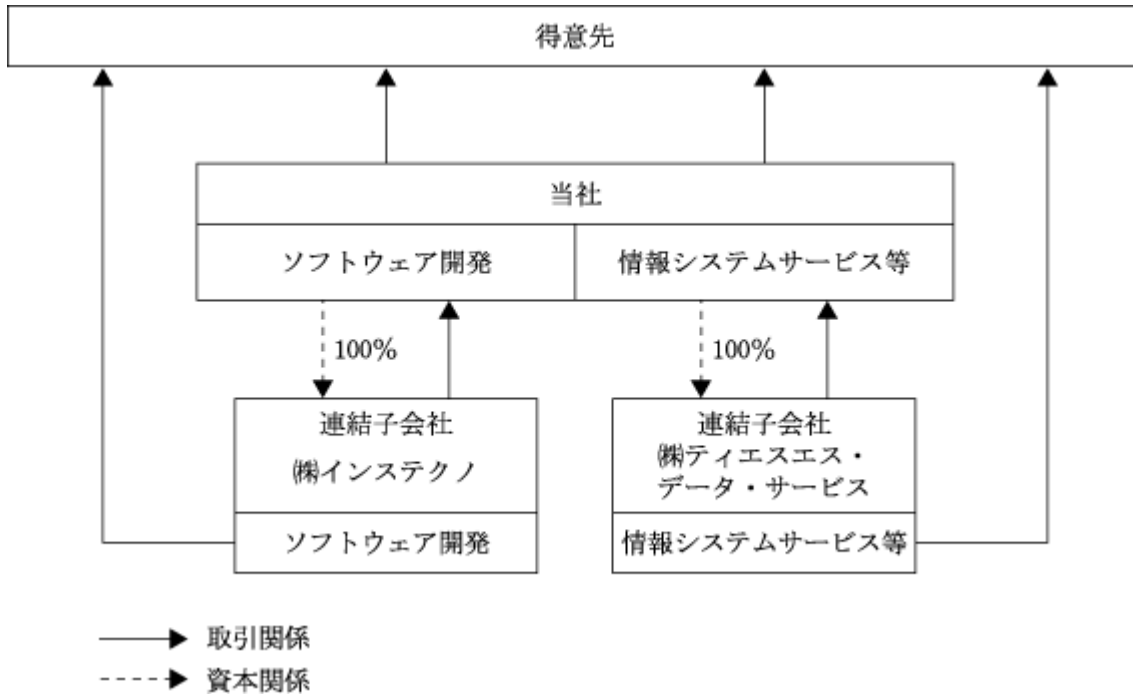 得意先
当社
ソフトウェア開発
情報システムサービス等
100%
100%
連結子会社
㈱インステクノ
ソフトウェア開発
連結子会社
㈱ティエスエス・
データ・サービス
情報システムサービス等
取引関係
資本関係